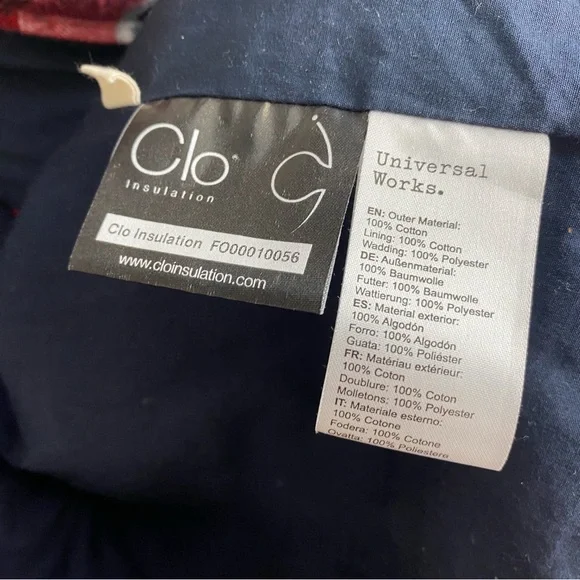 Clo
Insulation
Clo Insulation FO00010056
www.cloinsulation.com
Universal
Works.
EN: Outer Material:
100% Cotton
Lining: 100% Cotton
Wadding: 100% Polyester
DE: Außenmaterial:
100% Baumwolle
Futter: 100% Baumwolle
Wattierung: 100% Polyester
ES: Material exterior:
100% Algodón
Forro: 100% Algodón
Guata: 100% Poliéster
FR: Matériau extérieur:
100% Coton
Doublure: 100% Coton
Molletons: 100% Polyester
IT: Materiale esterno:
100% Cotone
Fodera: 100% Cotone
Ovatta: 100% Poliestere